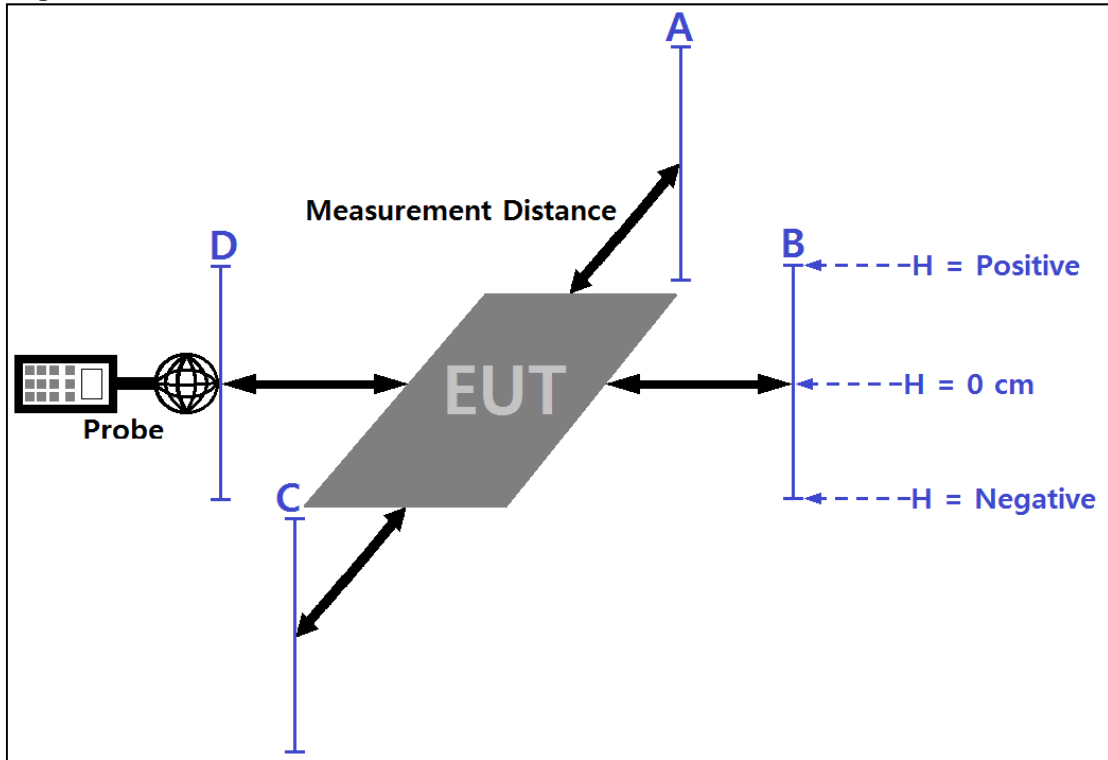 A
Measurement Distance
D
B
H = Positive
EUT
H = 0 cm
Probe
C
H = Negative